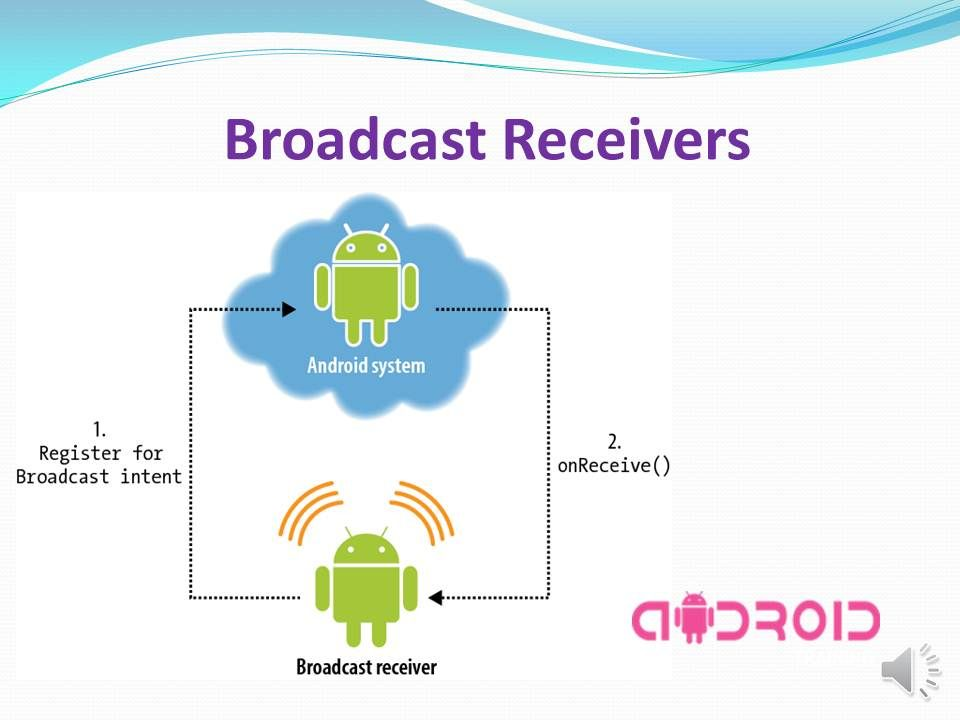 Broadcast Receivers
Android system
1.
Register for
Broadcast intent
2.
onReceive()
Broadcast receiver
ANDROID